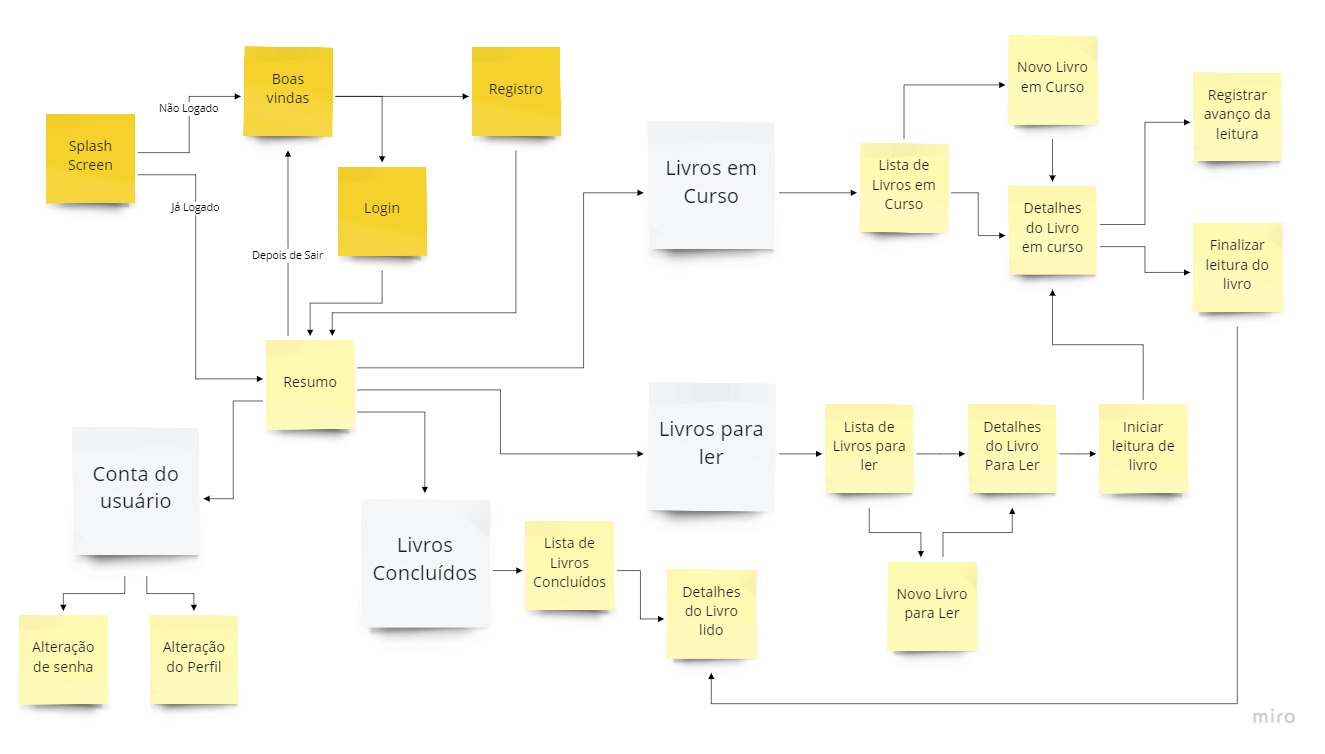 Splash
Screen
Não Logado
Já Logado
Boas
vindas
Registro
Login
Depois de Sair
Resumo
Conta do
usuário
Alteração
de senha
Alteração
do Perfil
Livros em
Curso
Lista de
Livros em
Curso
Novo Livro
em Curso
Detalhes
do Livro
em curso
Registrar
avanço da
leitura
Finalizar
leitura do
livro
Livros para
ler
Lista de
Livros para
ler
Detalhes
do Livro
Para Ler
Iniciar
leitura de
livro
Novo Livro
para Ler
Livros
Concluídos
Lista de
Livros
Concluídos
Detalhes
do Livro
lido
miro